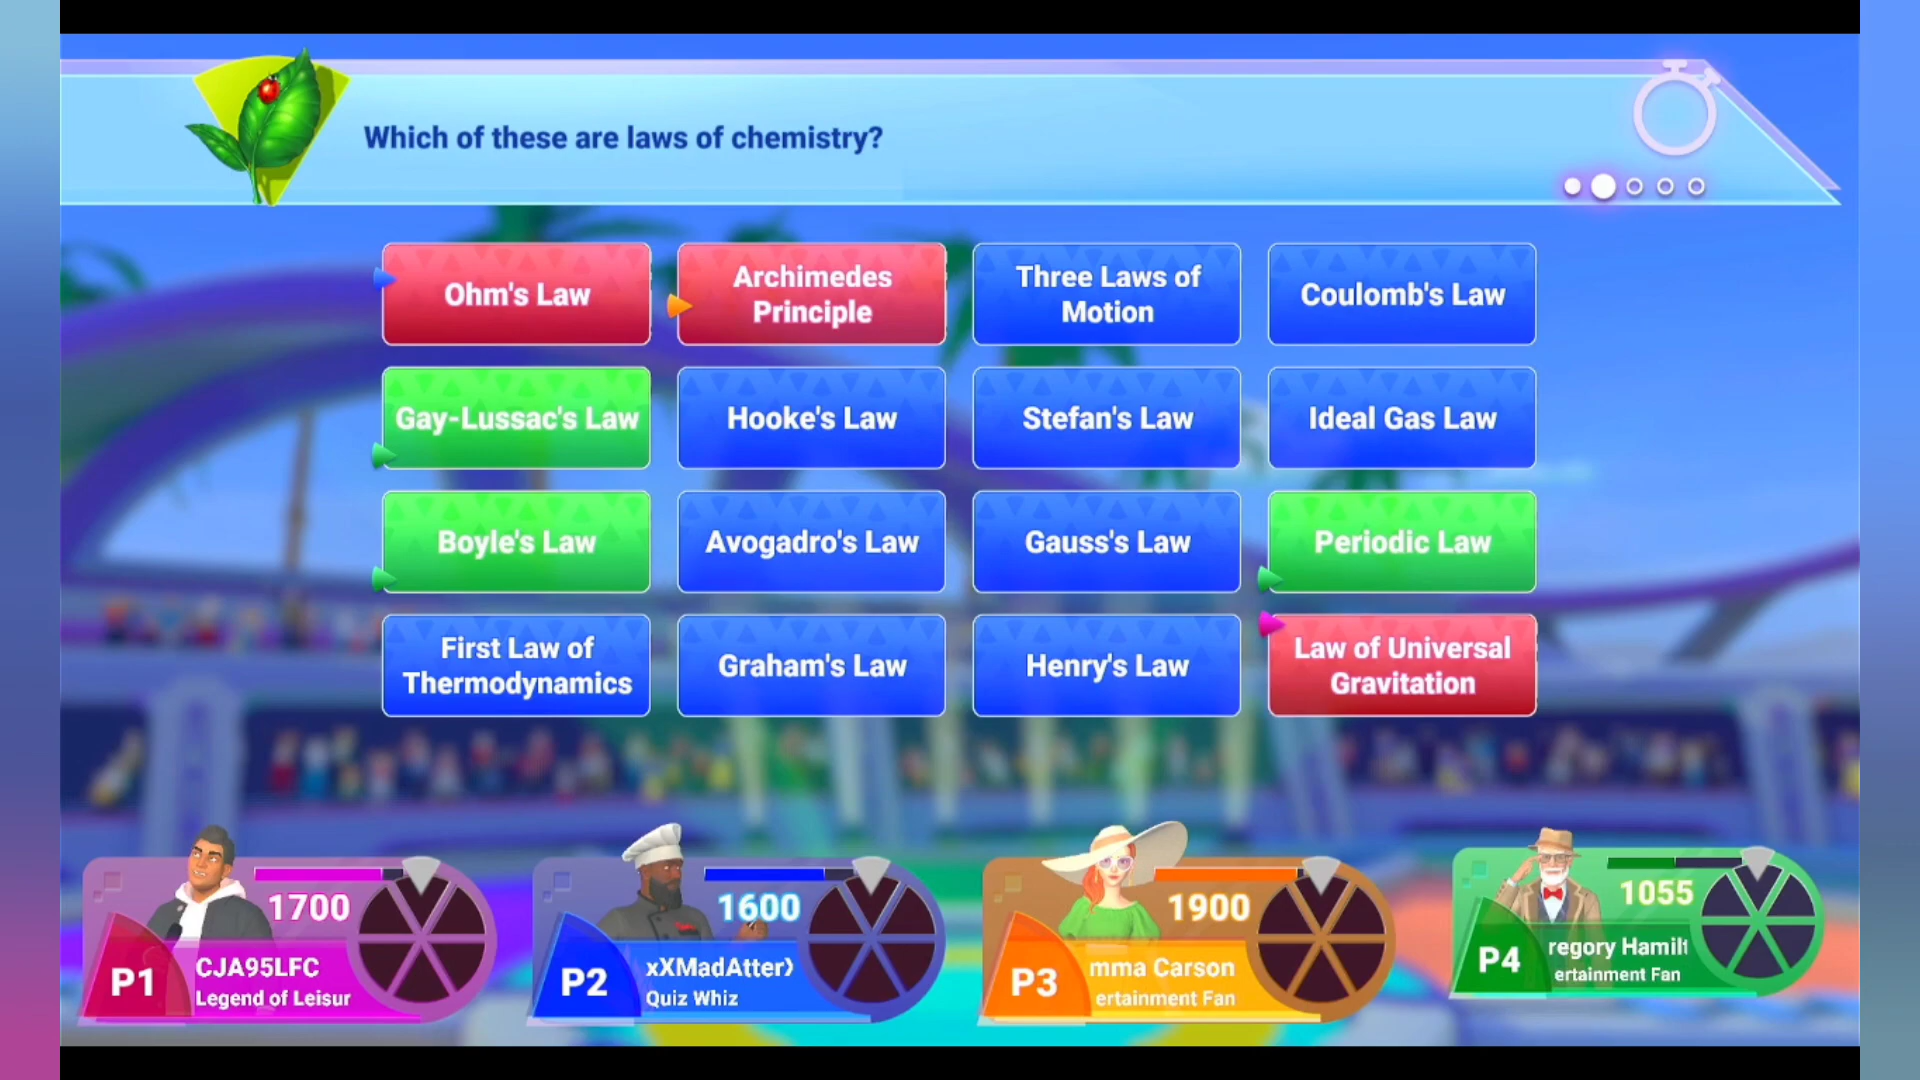 Which of these are laws of chemistry?
Ohm's Law
Archimedes
Principle
Three Laws of
Motion
Coulomb's Law
Gay-Lussac's Law
Hooke's Law
Stefan's Law
Ideal Gas Law
Boyle's Law
Avogadro's Law
Gauss's Law
Periodic Law
First Law of
Thermodynamics
Graham's Law
Henry's Law
Law of Universal
Gravitation
1700
P1
CJA95LFC
Legend of Leisur
1600
P2
xXMadAtterX
Quiz Whiz
1900
P3
mma Carson
ertainment Fan
1055
P4
regory Hamilt
ertainment Fan